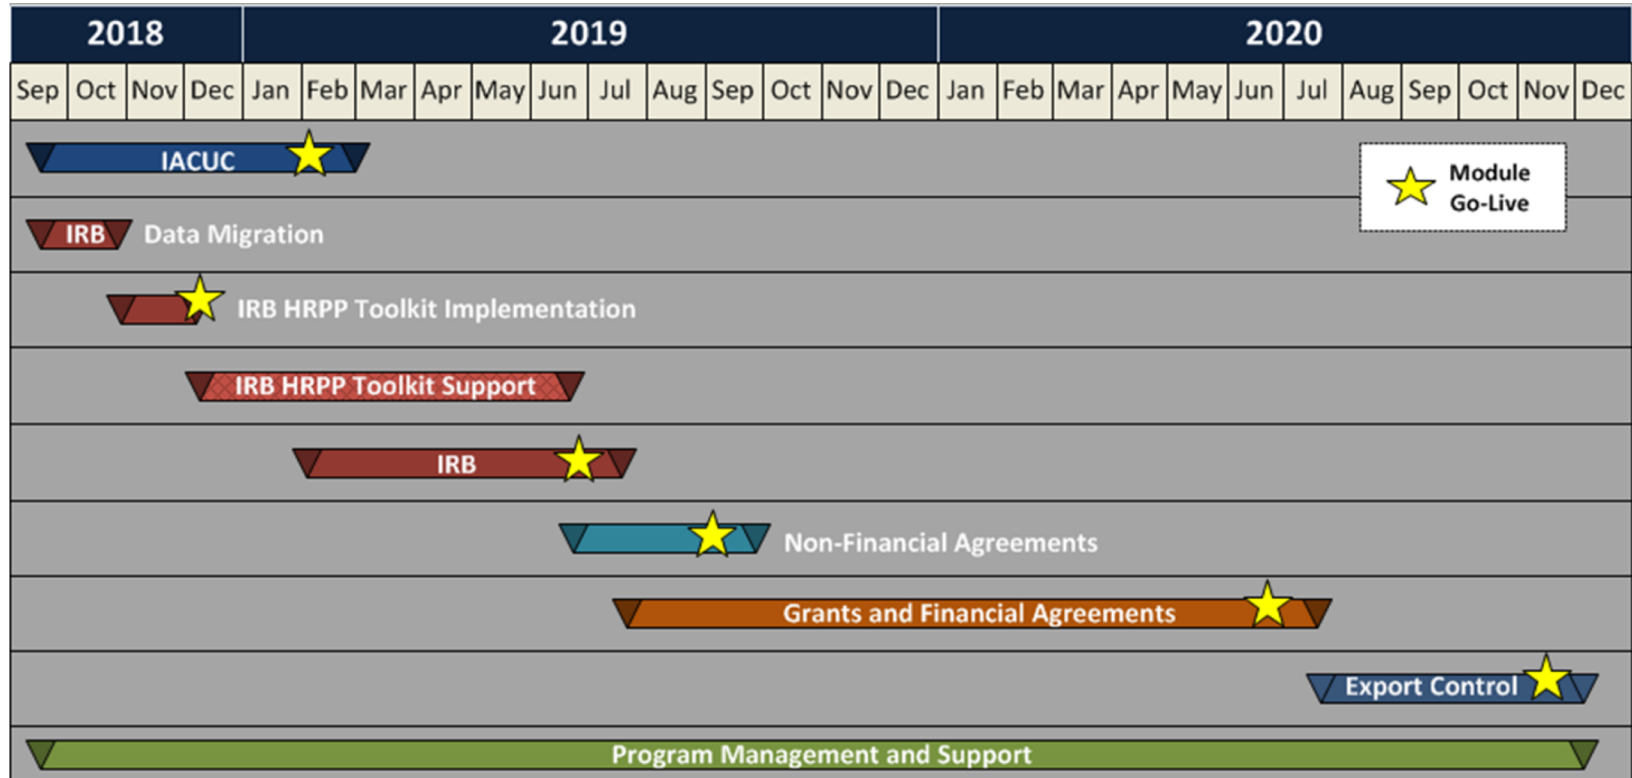 2018 2019 2020
Sep Oct Nov Dec Jan Feb Mar Apr May Jun Jul Aug Sep Oct Nov Dec Jan Feb Mar Apr May Jun Jul Aug Sep Oct Nov Dec
IACUC
Module
Go-Live
IRB Data Migration
IRB HRPP Toolkit Implementation
IRB HRPP Toolkit Support
IRB
Non-Financial Agreements
Grants and Financial Agreements
Export Control
Program Management and Support